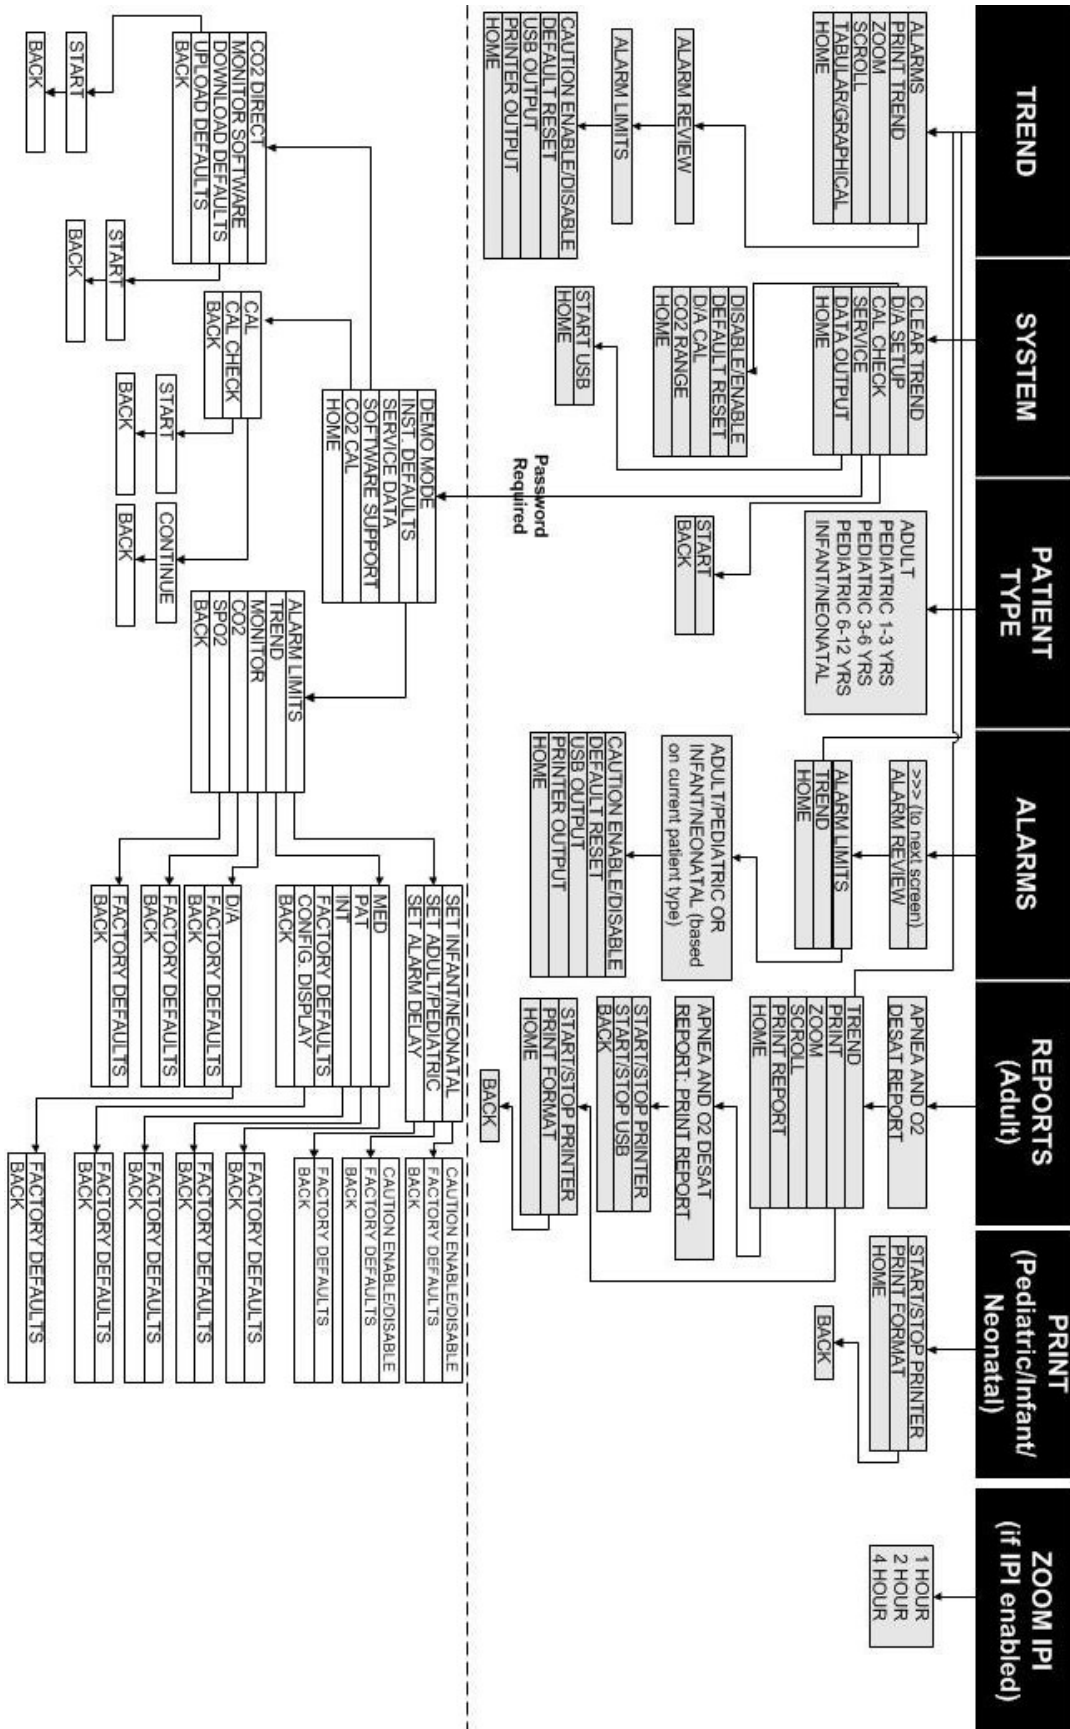 TREND
ALARMS
PRINT TREND
ZOOM
SCROLL
TABULAR/GRAPHICAL
HOME
ALARM REVIEW
ALARM LIMITS
CAUTION ENABLE/DISABLE
DEFAULT RESET
USB OUTPUT
PRINTER OUTPUT
HOME
SYSTEM
CLEAR TREND
D/A SETUP
CAL CHECK
SERVICE
DATA OUTPUT
HOME
DISABLE/ENABLE
DEFAULT RESET
D/A CAL
CO2 RANGE
HOME
START USB
HOME
START
BACK
Password
Required
PATIENT
TYPE
ADULT
PEDIATRIC 1-3 YRS
PEDIATRIC 3-6 YRS
PEDIATRIC 6-12 YRS
INFANT/NEONATAL
ALARMS
>>> (to next screen)
ALARM REVIEW
ALARM LIMITS
TREND
HOME
ADULT/PEDIATRIC OR
INFANT/NEONATAL (based
on current patient type)
CAUTION ENABLE/DISABLE
DEFAULT RESET
USB OUTPUT
PRINTER OUTPUT
HOME
REPORTS
(Adult)
APNEA AND O2
DESAT REPORT
TREND
PRINT
ZOOM
SCROLL
PRINT REPORT
HOME
APNEA AND O2 DESAT
REPORT: PRINT REPORT
START/STOP PRINTER
START/STOP USB
BACK
START/STOP PRINTER
PRINT FORMAT
HOME
BACK
PRINT
(Pediatric/Infant/
Neonatal)
START/STOP PRINTER
PRINT FORMAT
HOME
BACK
ZOOM IPI
(if IPI enabled)
1 HOUR
2 HOUR
4 HOUR
DEMO MODE
INST. DEFAULTS
SERVICE DATA
SOFTWARE SUPPORT
CO2 CAL
HOME
CO2 DIRECT
MONITOR SOFTWARE
DOWNLOAD DEFAULTS
UPLOAD DEFAULTS
BACK
START
BACK
START
BACK
CAL
CAL CHECK
BACK
START
BACK
CONTINUE
BACK
ALARM LIMITS
TREND
MONITOR
CO2
SPO2
BACK
SET INFANT/NEONATAL
SET ADULT/PEDIATRIC
SET ALARM DELAY
MED
PAT
INT
FACTORY DEFAULTS
CONFIG. DISPLAY
BACK
D/A
FACTORY DEFAULTS
BACK
FACTORY DEFAULTS
BACK
FACTORY DEFAULTS
BACK
CAUTION ENABLE/DISABLE
FACTORY DEFAULTS
BACK
CAUTION ENABLE/DISABLE
FACTORY DEFAULTS
BACK
FACTORY DEFAULTS
BACK
FACTORY DEFAULTS
BACK
FACTORY DEFAULTS
BACK
FACTORY DEFAULTS
BACK
FACTORY DEFAULTS
BACK
FACTORY DEFAULTS
BACK